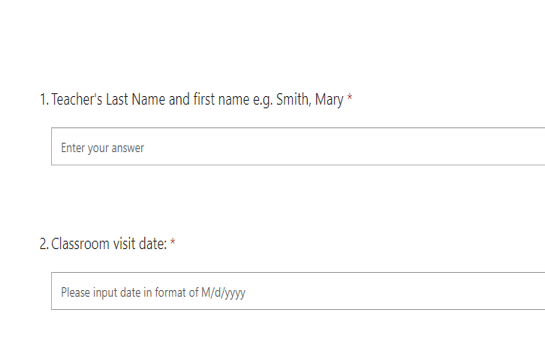 1. Teacher's Last Name and first name e.g. Smith, Mary *
Enter your answer
2. Classroom visit date: *
Please input date in format of M/d/yyyy